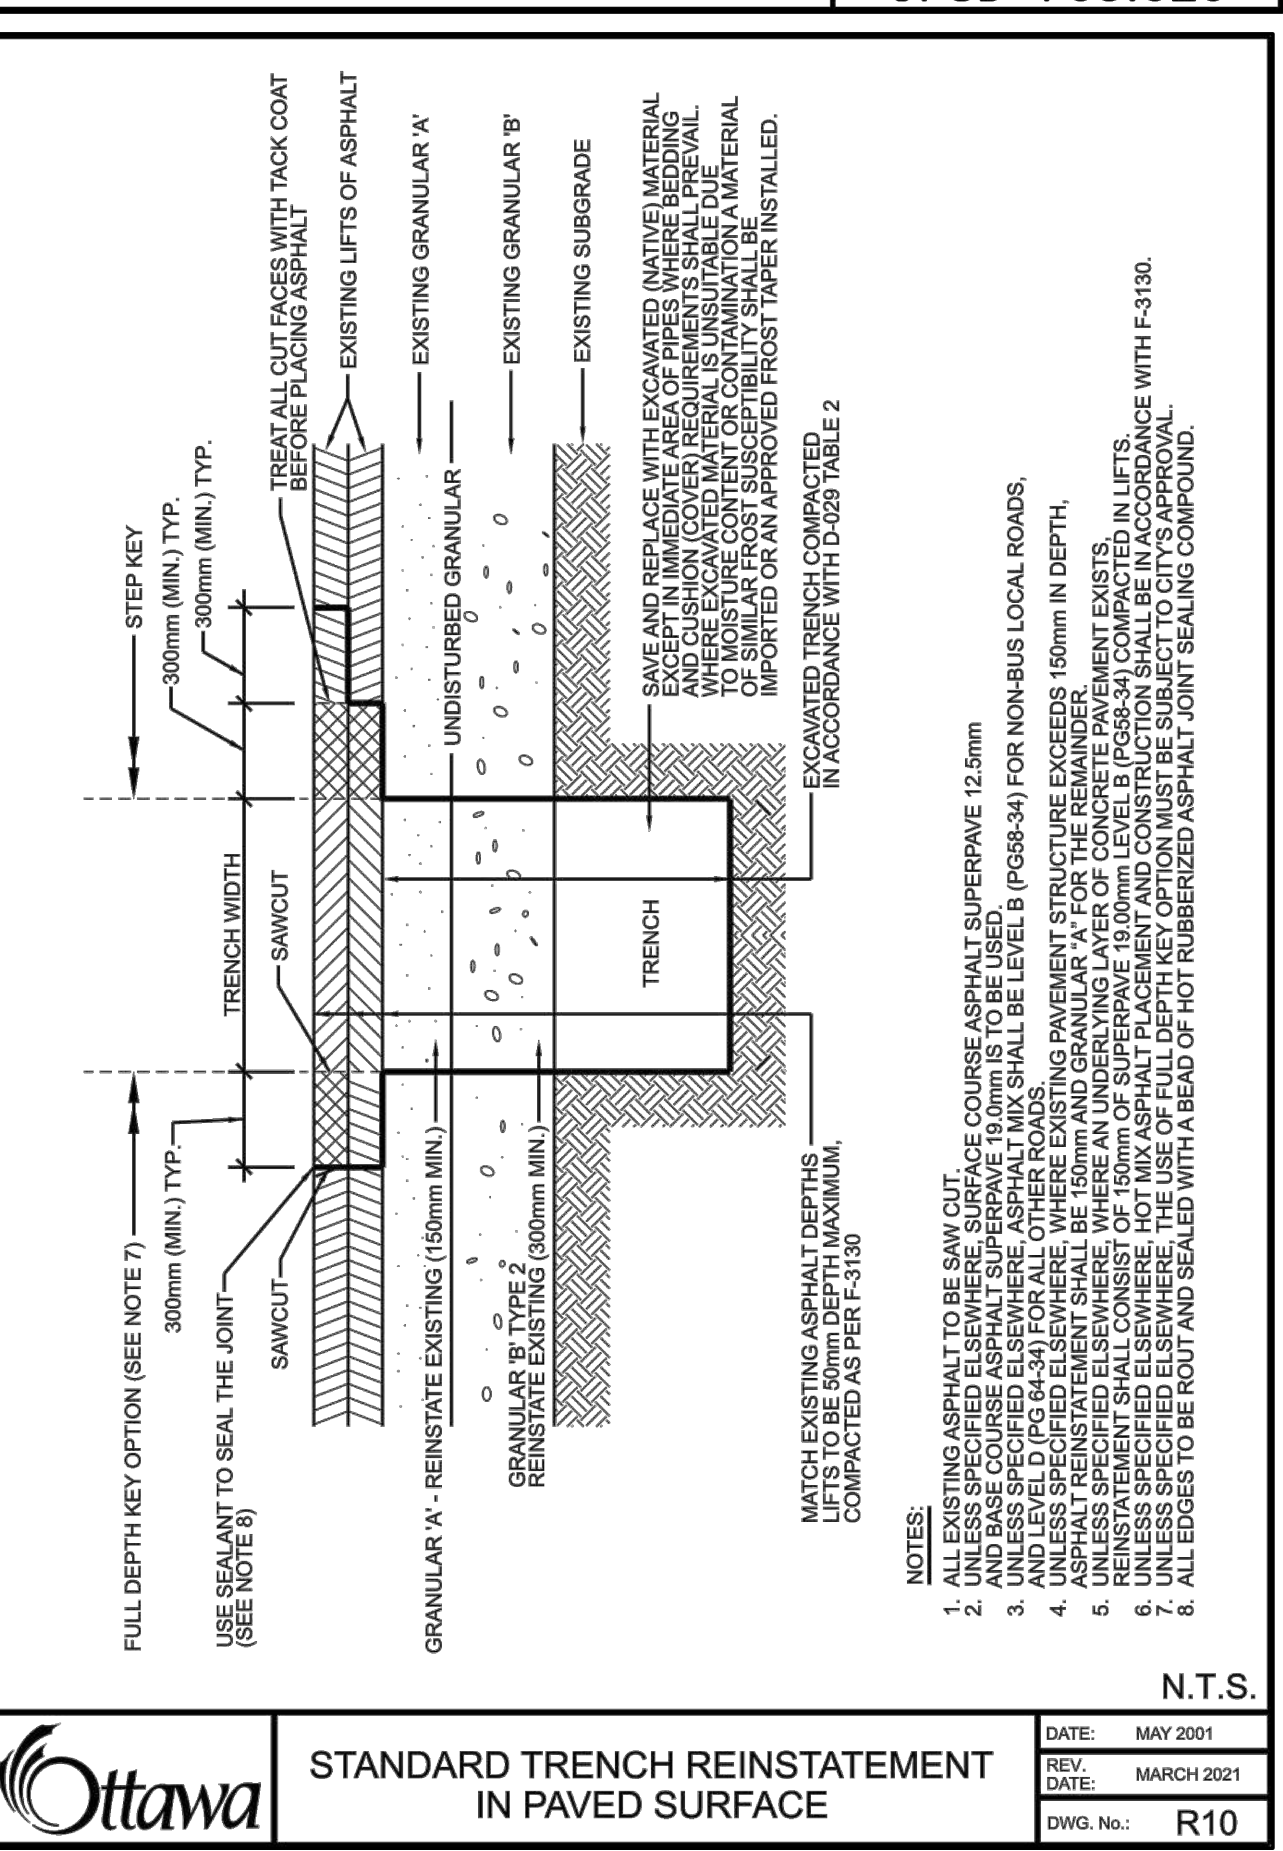 FULL DEPTH KEY OPTION (SEE NOTE 7)
STEP KEY
300mm (MIN.) TYP.
300mm (MIN.) TYP.
300mm (MIN.) TYP.
TRENCH WIDTH
USE SEALANT TO SEAL THE JOINT
(SEE NOTE 8)
SAWCUT
SAWCUT
TREAT ALL CUT FACES WITH TACK COAT
BEFORE PLACING ASPHALT
EXISTING LIFTS OF ASPHALT
EXISTING GRANULAR 'A'
UNDISTURBED GRANULAR
EXISTING GRANULAR 'B'
EXISTING SUBGRADE
GRANULAR 'A' - REINSTATE EXISTING (150mm MIN.)
GRANULAR 'B' TYPE 2
REINSTATE EXISTING (300mm MIN.)
TRENCH
SAVE AND REPLACE WITH EXCAVATED (NATIVE) MATERIAL
EXCEPT IN IMMEDIATE AREA OF PIPES WHERE BEDDING
AND CUSHION (COVER) REQUIREMENTS SHALL PREVAIL.
WHERE EXCAVATED MATERIAL IS UNSUITABLE DUE
TO MOISTURE CONTENT OR CONTAMINATION A MATERIAL
OF SIMILAR FROST SUSCEPTIBILITY SHALL BE
IMPORTED OR AN APPROVED FROST TAPER INSTALLED.
EXCAVATED TRENCH COMPACTED
IN ACCORDANCE WITH D-029 TABLE 2
MATCH EXISTING ASPHALT DEPTHS
LIFTS TO BE 50mm DEPTH MAXIMUM,
COMPACTED AS PER F-3130
NOTES:
1. ALL EXISTING ASPHALT TO BE SAW CUT.
2. UNLESS SPECIFIED ELSEWHERE, SURFACE COURSE ASPHALT SUPERPAVE 12.5mm
AND BASE COURSE ASPHALT SUPERPAVE 19.0mm IS TO BE USED.
3. UNLESS SPECIFIED ELSEWHERE, ASPHALT MIX SHALL BE LEVEL B (PG58-34) FOR NON-BUS LOCAL ROADS,
AND LEVEL D (PG 64-34) FOR ALL OTHER ROADS.
4. UNLESS SPECIFIED ELSEWHERE, WHERE EXISTING PAVEMENT STRUCTURE EXCEEDS 150mm IN DEPTH,
ASPHALT REINSTATEMENT SHALL BE 150mm AND GRANULAR "A" FOR THE REMAINDER.
5. UNLESS SPECIFIED ELSEWHERE, WHERE AN UNDERLYING LAYER OF CONCRETE PAVEMENT EXISTS,
REINSTATEMENT SHALL CONSIST OF 150mm OF SUPERPAVE 19.00mm LEVEL B (PG58-34) COMPACTED IN LIFTS.
6. UNLESS SPECIFIED ELSEWHERE, HOT MIX ASPHALT PLACEMENT AND CONSTRUCTION SHALL BE IN ACCORDANCE WITH F-3130.
7. UNLESS SPECIFIED ELSEWHERE, THE USE OF FULL DEPTH KEY OPTION MUST BE SUBJECT TO CITY'S APPROVAL.
8. ALL EDGES TO BE ROUT AND SEALED WITH A BEAD OF HOT RUBBERIZED ASPHALT JOINT SEALING COMPOUND.
N.T.S.
Ottawa
STANDARD TRENCH REINSTATEMENT
IN PAVED SURFACE
DATE: MAY 2001
REV.
DATE: MARCH 2021
DWG. No.: R10